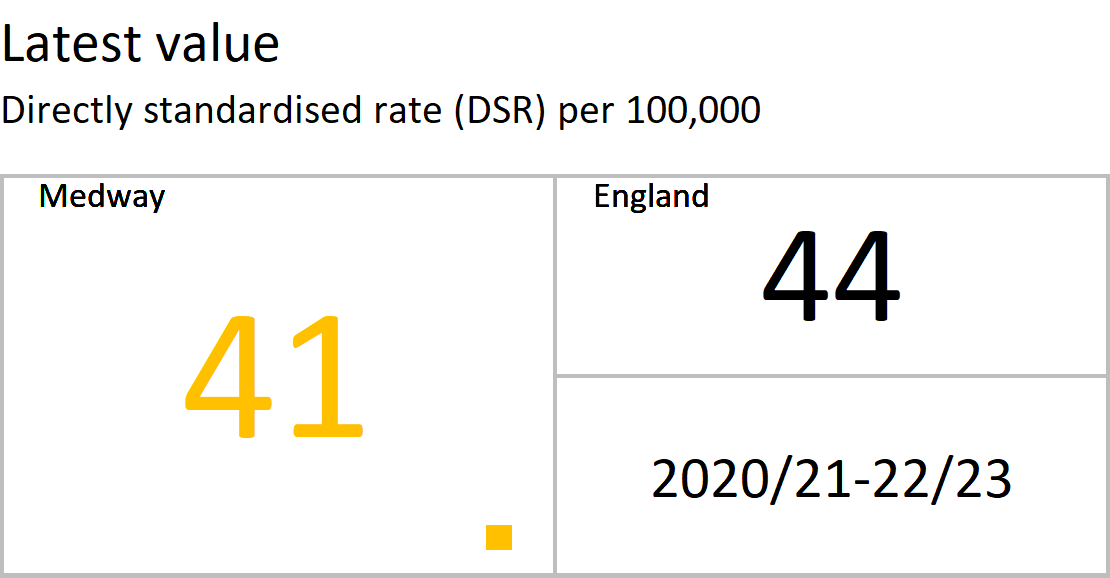 Latest value
Directly standardised rate (DSR) per 100,000
Medway
41
England
44
2020/21-22/23